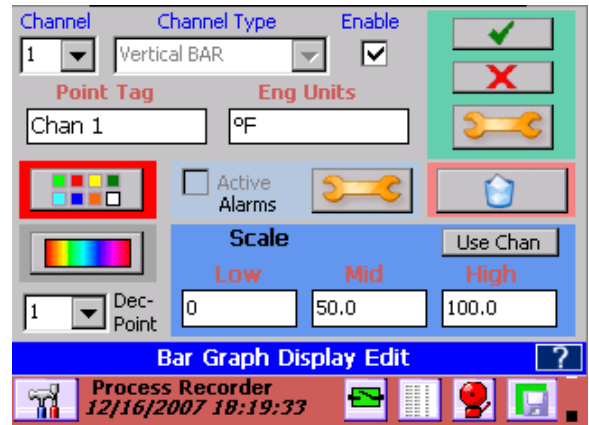 Channel Channel Type Enable
1 Vertical BAR
Point Tag Eng Units
Chan 1 ºF
Active
Alarms
Scale Use Chan
Low Mid High
1 Dec-
Point
0 50.0 100.0
Bar Graph Display Edit ?
Process Recorder
12/16/2007 18:19:33